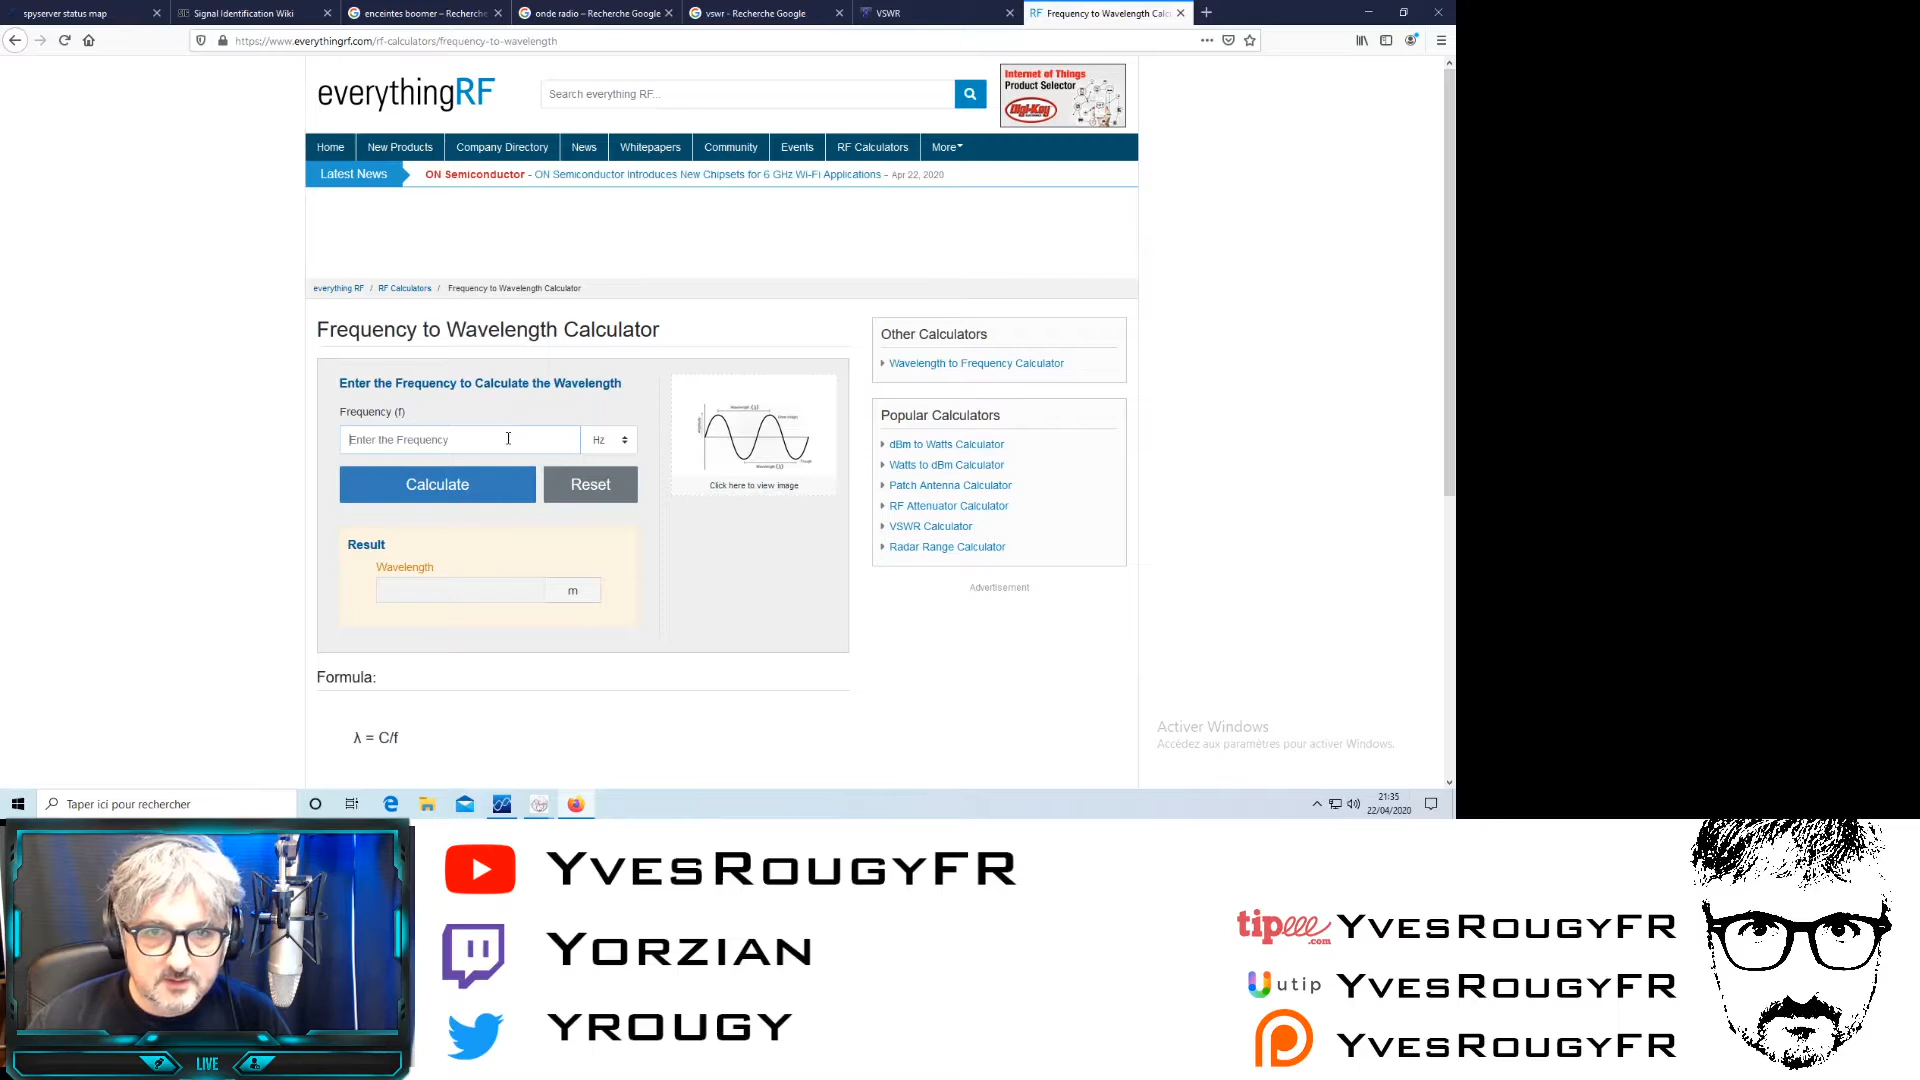 spyserver status map
Signal Identification Wiki
enceintes boomer – Recherche
onde radio – Recherche Google
vswr - Recherche Google
VSWR
RF Frequency to Wavelength Calc
https://www.everythingrf.com/rf-calculators/frequency-to-wavelength
everythingRF
Search everything RF...
Internet of Things
Product Selector
Digi-Key
Home
New Products
Company Directory
News
Whitepapers
Community
Events
RF Calculators
More
Latest News
ON Semiconductor - ON Semiconductor Introduces New Chipsets for 6 GHz Wi-Fi Applications - Apr 22, 2020
everything RF / RF Calculators / Frequency to Wavelength Calculator
Frequency to Wavelength Calculator
Enter the Frequency to Calculate the Wavelength
Frequency (f)
Enter the Frequency
Hz
Calculate
Reset
Click here to view image
Result
Wavelength
m
Formula:
λ = C/f
Other Calculators
Wavelength to Frequency Calculator
Popular Calculators
dBm to Watts Calculator
Watts to dBm Calculator
Patch Antenna Calculator
RF Attenuator Calculator
VSWR Calculator
Radar Range Calculator
Advertisement
Activer Windows
Accédez aux paramètres pour activer Windows.
Taper ici pour rechercher
21:35
22/04/2020
LIVE
YvesRougyFR
Yorzian
YROUGY
tipeee.com YvesRougyFR
utip YvesRougyFR
YvesRougyFR